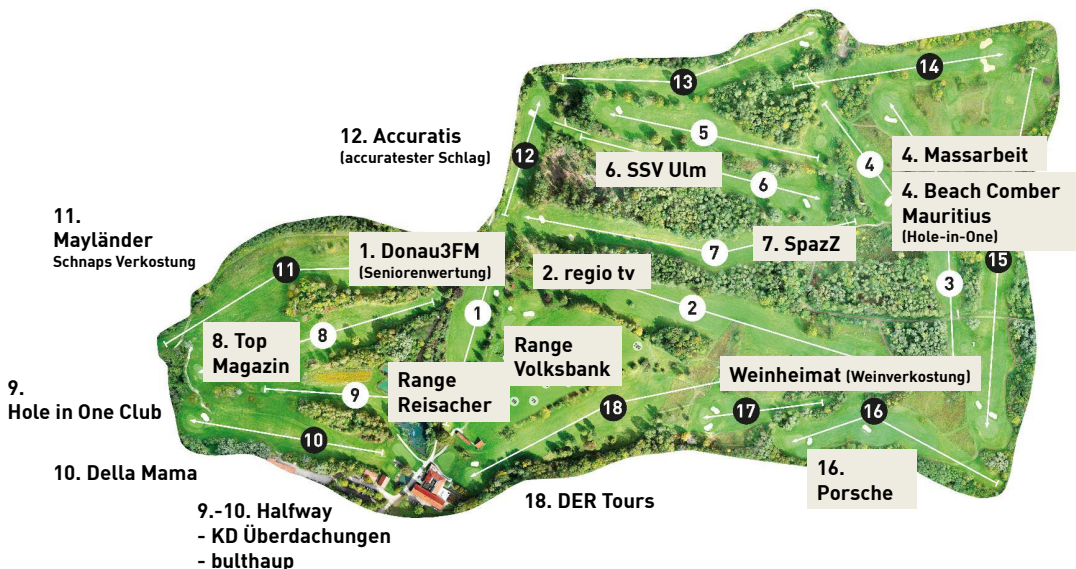 13
14
12. Accuratis
(accuratester Schlag)
12
5
6. SSV Ulm
6
4
4. Massarbeit
4. Beach Comber
Mauritius
(Hole-in-One)
11.
Mayländer
Schnaps Verkostung
11
1. Donau3FM
(Seniorenwertung)
7
7. SpazZ
15
2. regio tv
3
2
1
8. Top
Magazin
8
Range
Volksbank
Weinheimat (Weinverkostung)
9.
Hole in One Club
9
Range
Reisacher
18
17
16
10
10. Della Mama
16.
Porsche
9.-10. Halfway
- KD Überdachungen
- bulthaup
18. DER Tours